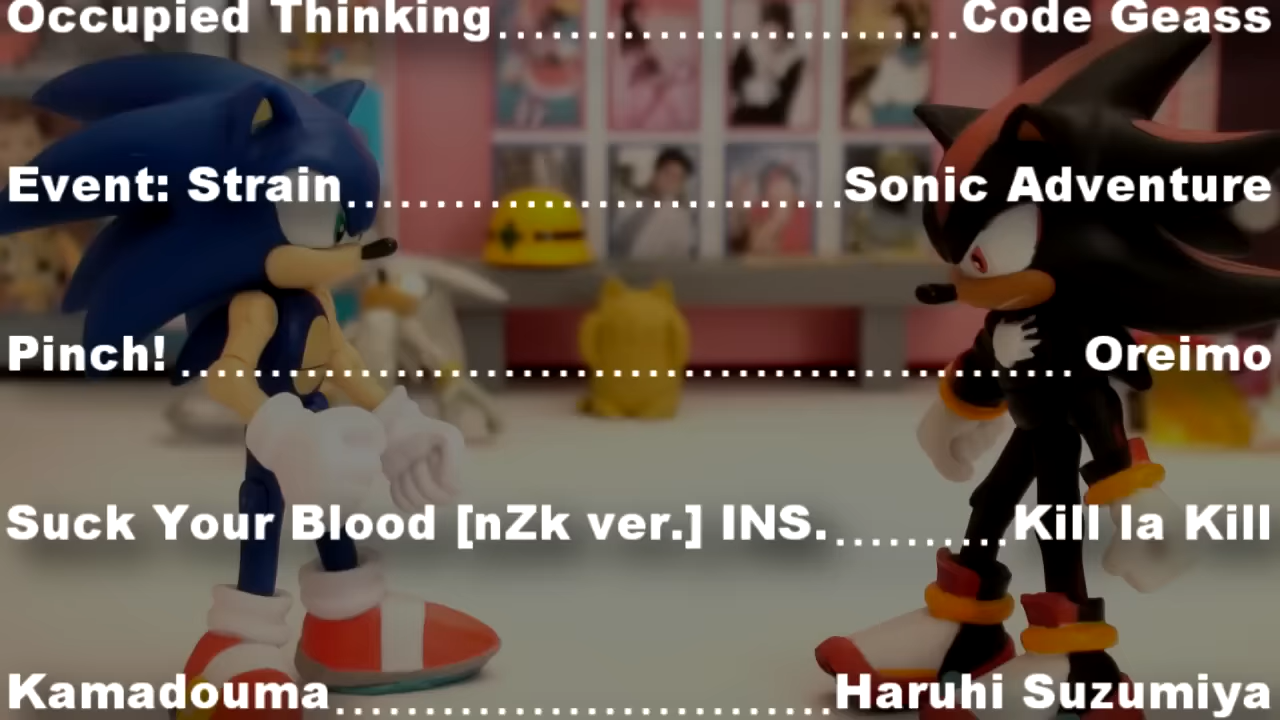 Occupied Thinking........................Code Geass
Event: Strain..........................Sonic Adventure
Pinch! .............................................. Oreimo
Suck Your Blood [nZk ver.] INS..........Kill la Kill
Kamadouma..........................Haruhi Suzumiya